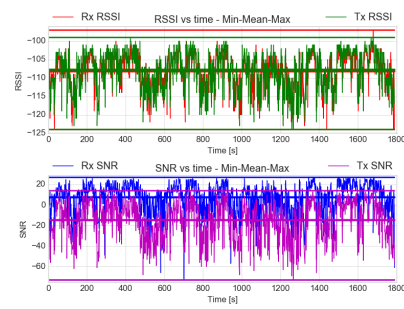 Rx RSSI
RSSI vs time - Min-Mean-Max
Tx RSSI
−100
−105
−110
−115
−120
−125
RSSI
0 200 400 600 800 1000 1200 1400 1600 1800
Time [s]
Rx SNR
SNR vs time - Min-Mean-Max
Tx SNR
20
0
−20
−40
−60
SNR
0 200 400 600 800 1000 1200 1400 1600 1800
Time [s]